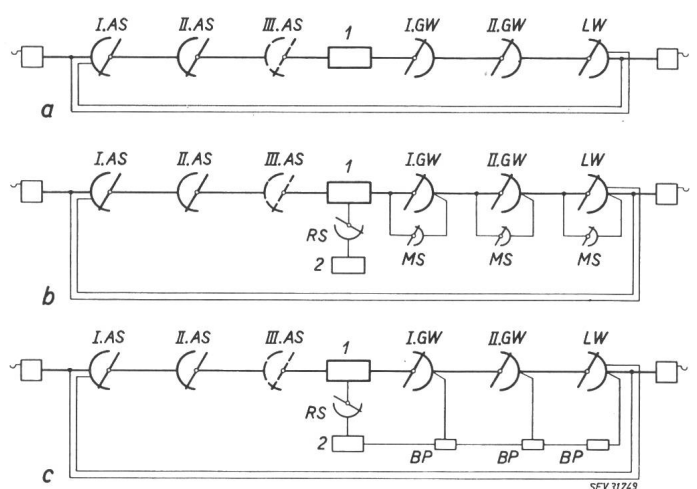 I.AS II.AS III.AS 1 I.GW II.GW LW
a
I.AS II.AS III.AS 1 I.GW II.GW LW
RS
MS MS MS
2
b
I.AS II.AS III.AS 1 I.GW II.GW LW
RS
2 BP BP BP
c
SEV31749